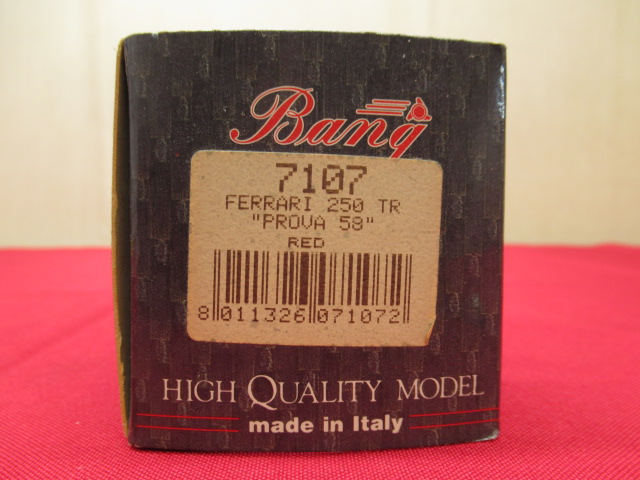 Bang
7107
FERRARI 250 TR
"PROVA 58"
RED
8 011326 071072
HIGH QUALITY MODEL
made in Italy